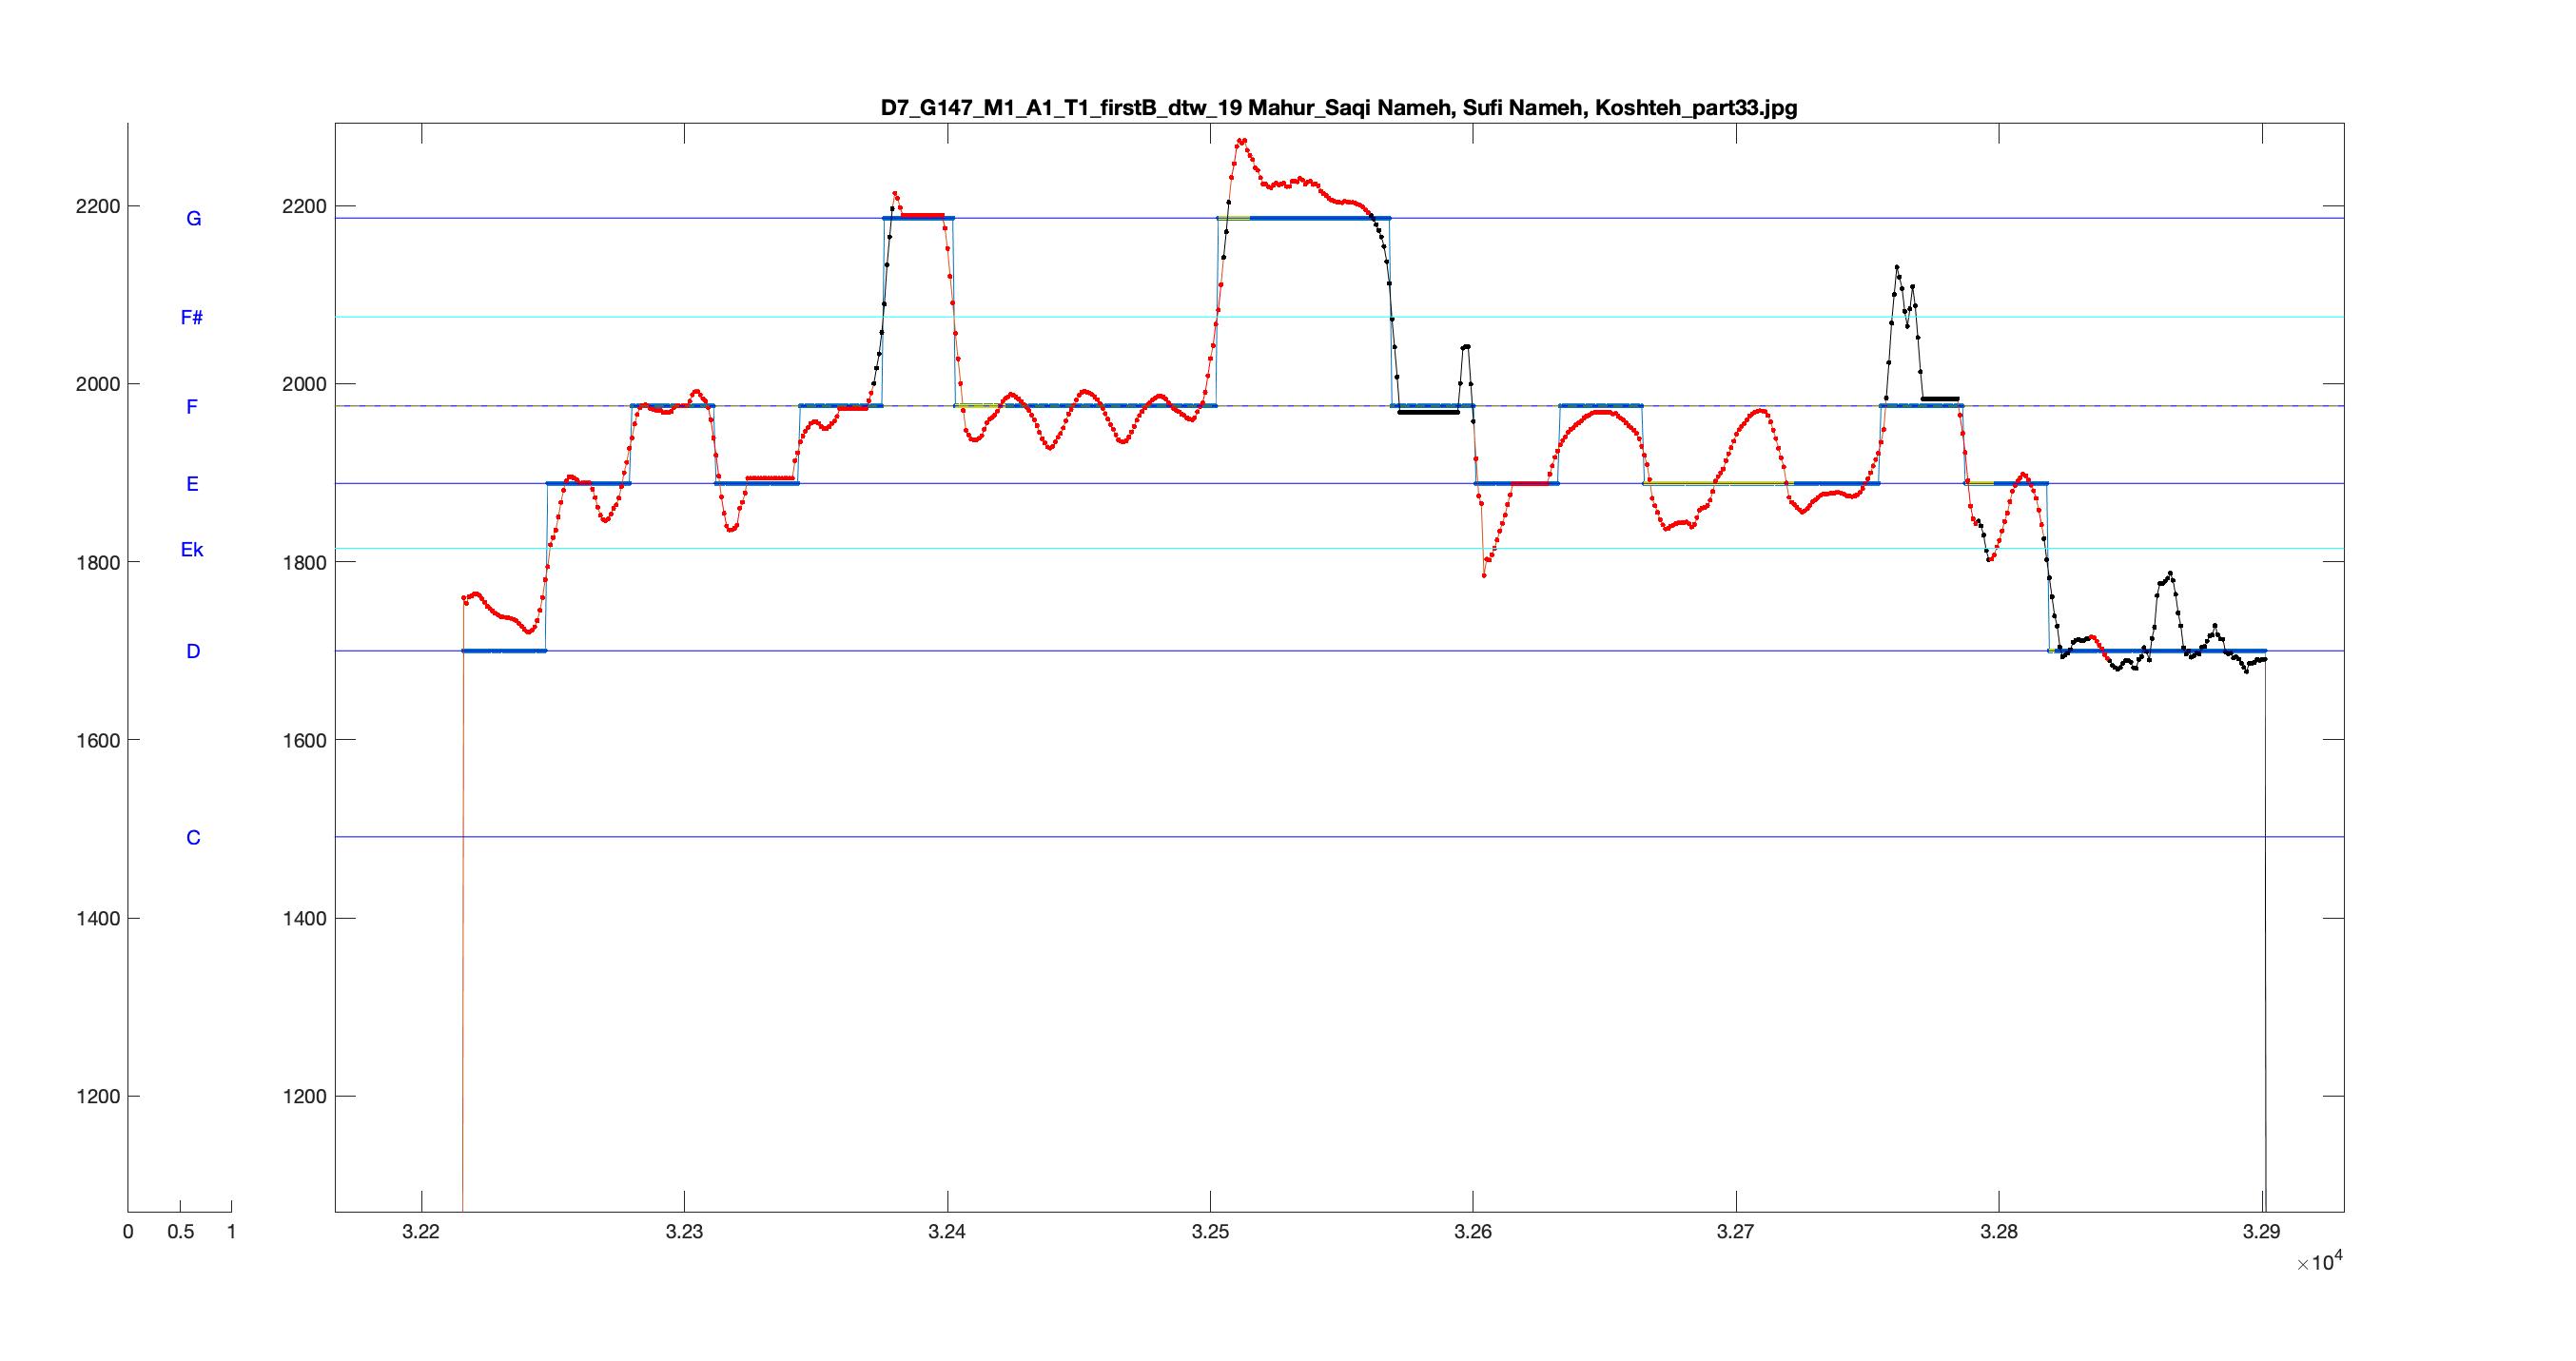 D7_G147_M1_A1_T1_firstB_dtw_19 Mahur_Saqi Nameh, Sufi Nameh, Koshteh_part33.jpg
2200 G 2200
F#
2000 F 2000
E
1800 Ek 1800
D
1600 1600
C
1400 1400
1200 1200
0 0.5 1 3.22 3.23 3.24 3.25 3.26 3.27 3.28 3.29
×10^4